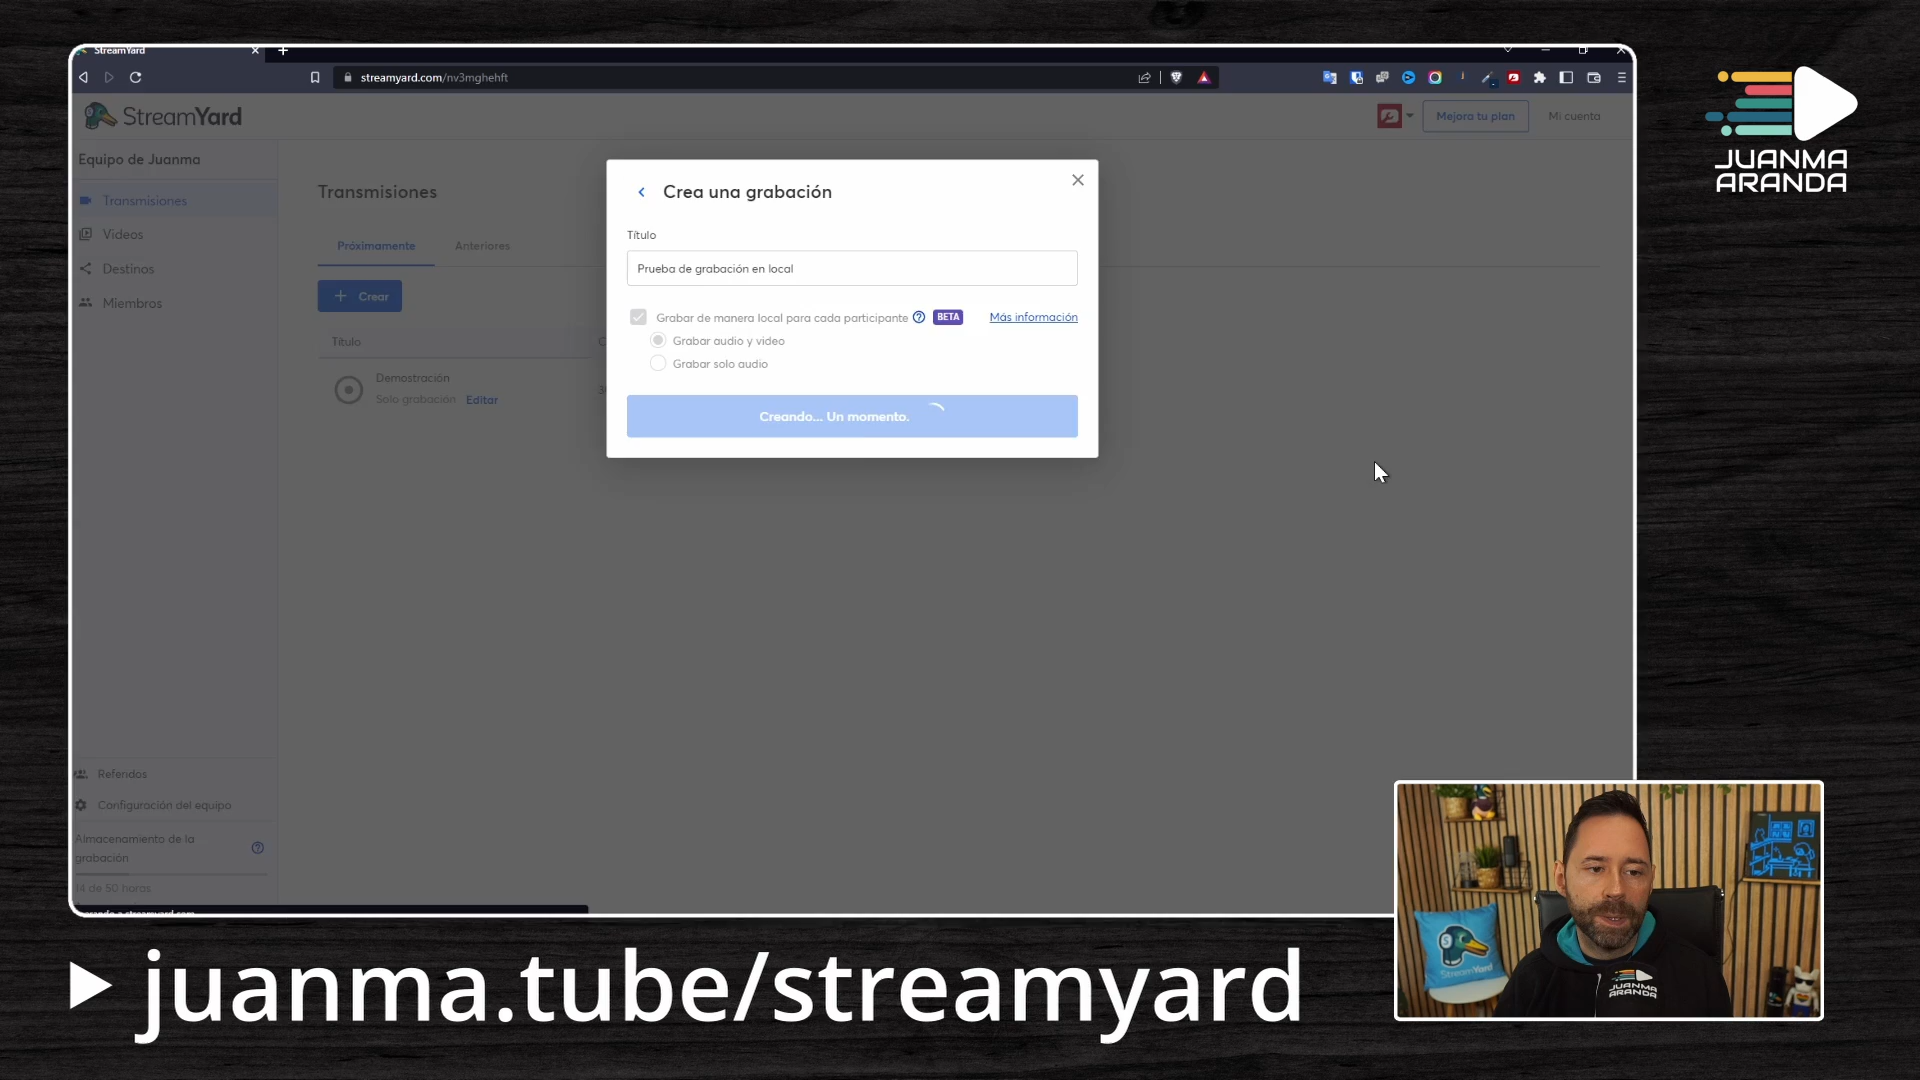 StreamYard
streamyard.com/nv3mghehft
StreamYard
Mejora tu plan
Mi cuenta
JUANMA
ARANDA
Equipo de Juanma
Transmisiones
Videos
Destinos
Miembros
Transmisiones
Próximamente
Anteriores
Crear
Título
Demostración
Solo grabación
Editar
Crea una grabación
Título
Prueba de grabación en local
Grabar de manera local para cada participante
BETA
Más información
Grabar audio y video
Grabar solo audio
Creando... Un momento.
Referidos
Configuración del equipo
Almacenamiento de la
grabación
14 de 50 horas
juanma.tube/streamyard
StreamYard
JUANMA
ARANDA